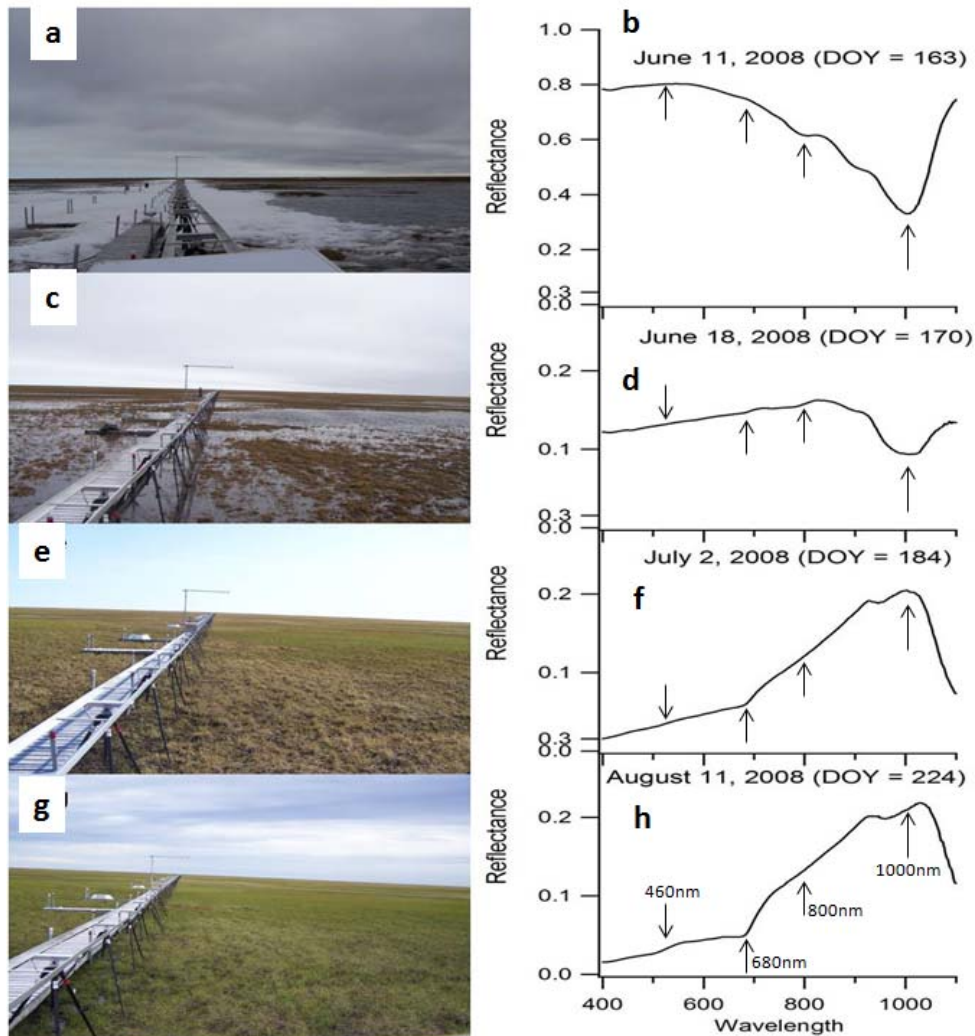 a
b
June 11, 2008 (DOY = 163)
1.0
0.8
0.6
0.4
0.2
0.3
0.0
Reflectance
c
June 18, 2008 (DOY = 170)
d
0.2
0.1
0.3
0.0
Reflectance
e
July 2, 2008 (DOY = 184)
f
0.2
0.1
0.3
0.0
Reflectance
g
August 11, 2008 (DOY = 224)
h
0.2
0.1
0.0
Reflectance
460nm
680nm
800nm
1000nm
400
600
800
1000
Wavelength